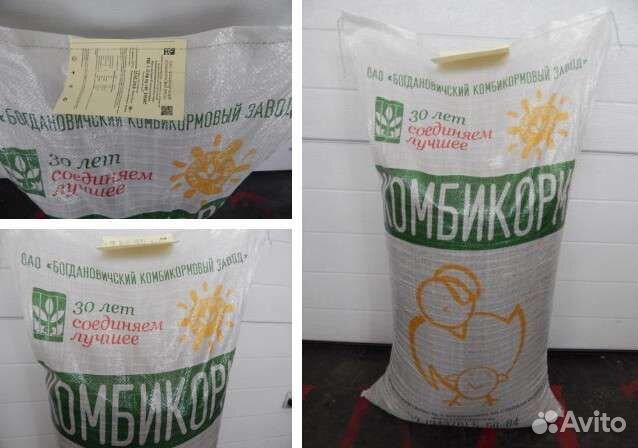 «БОГДАНОВИЧСКИЙ КОМБИКОРМОВЫЙ ЗАВОД»
30 лет
соединяем
лучшее
ОАО «БОГДАНОВИЧСКИЙ КОМБИКОРМОВЫЙ ЗАВОД»
30 лет
соединяем
лучшее
КОМБИКОРМ
ОАО «БОГДАНОВИЧСКИЙ КОМБИКОРМОВЫЙ ЗАВОД»
30 лет
соединяем
лучшее
КОМБИКОРМ
Avito